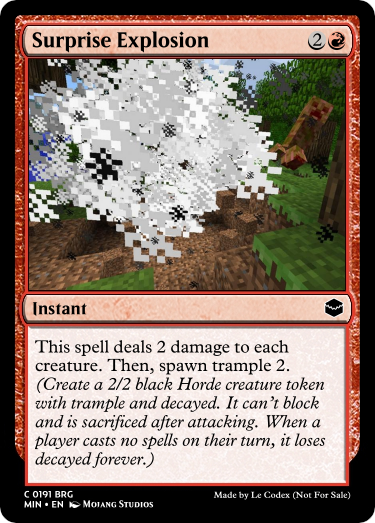 Surprise Explosion 2
Instant
This spell deals 2 damage to each
creature. Then, spawn trample 2.
(Create a 2/2 black Horde creature token
with trample and decayed. It can't block
and is sacrificed after attacking. When a
player casts no spells on their turn, it loses
decayed forever.)
C 0191 BRG
MIN • EN Mojang Studios
Made by Le Codex (Not For Sale)